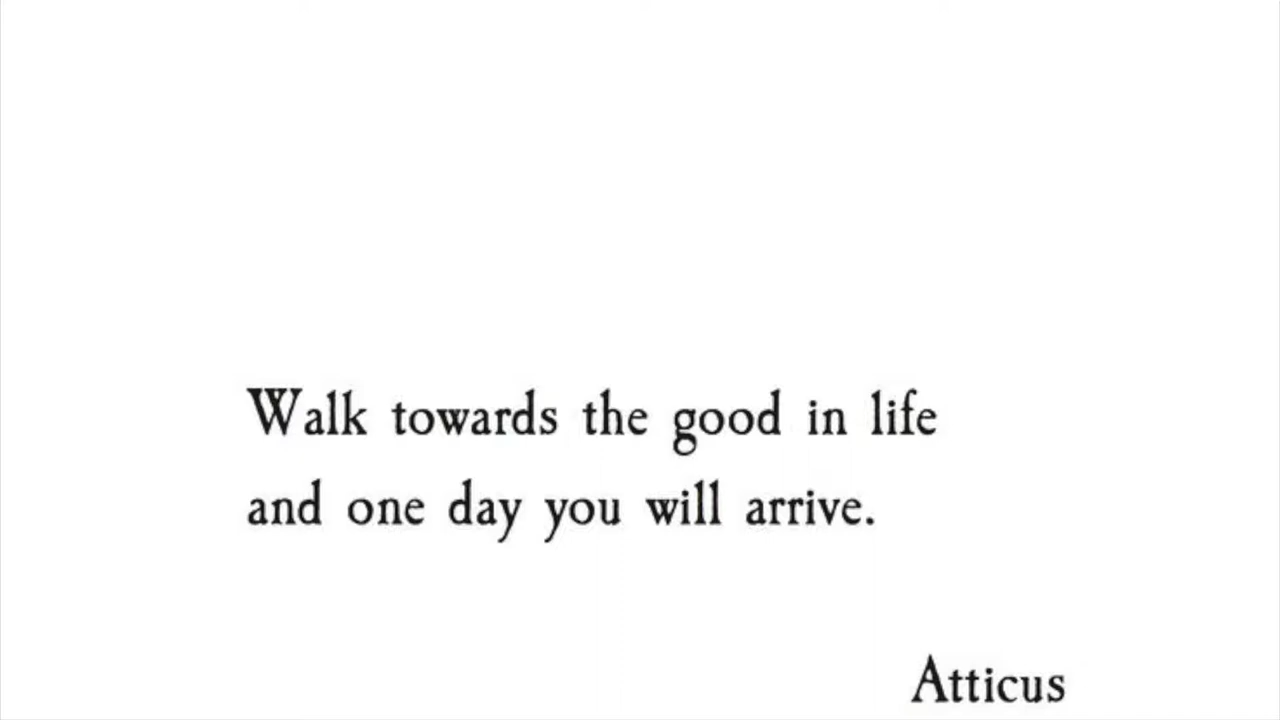 Walk towards the good in life
and one day you will arrive.
Atticus